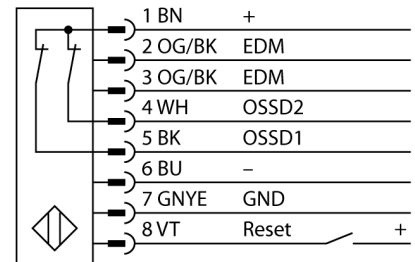 1 BN +
2 OG/BK EDM
3 OG/BK EDM
4 WH OSSD2
5 BK OSSD1
6 BU –
7 GNYE GND
8 VT Reset +